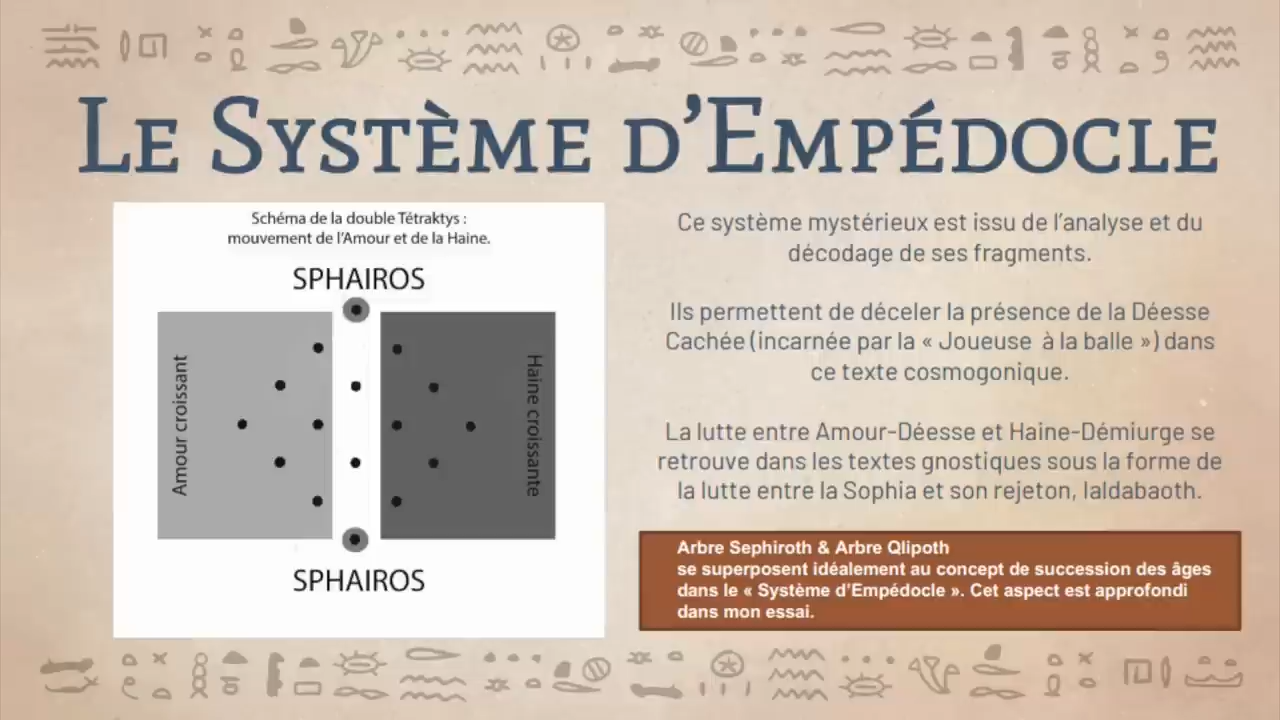 Le Système d'Empédocle
Schéma de la double Tétraktys :
mouvement de l'Amour et de la Haine.
SPHAIROS
Amour croissant
Haine croissante
SPHAIROS
Ce système mystérieux est issu de l'analyse et du
décodage de ses fragments.
Ils permettent de déceler la présence de la Déesse
Cachée (incarnée par la « Joueuse à la balle ») dans
ce texte cosmogonique.
La lutte entre Amour-Déesse et Haine-Démiurge se
retrouve dans les textes gnostiques sous la forme de
la lutte entre la Sophia et son rejeton, Ialdabaoth.
Arbre Sephiroth & Arbre Qlipoth
se superposent idéalement au concept de succession des âges
dans le « Système d'Empédocle ». Cet aspect est approfondi
dans mon essai.